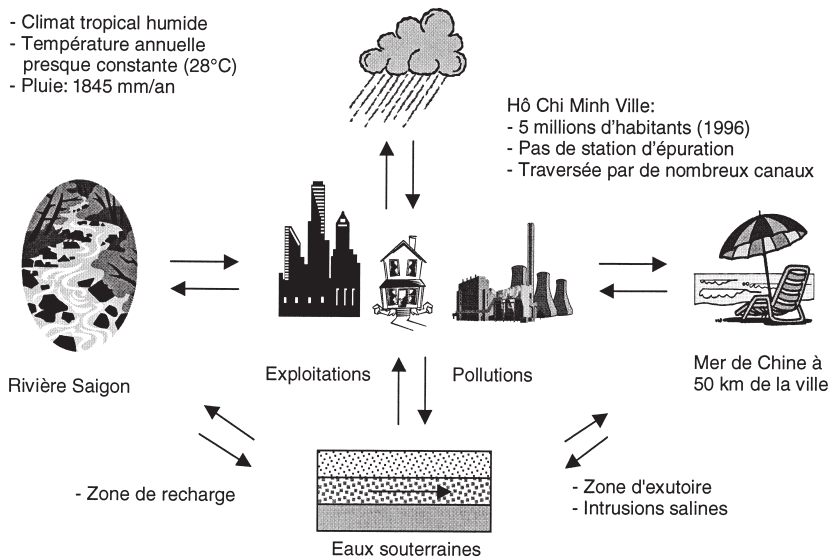 - Climat tropical humide
- Température annuelle
presque constante (28°C)
- Pluie: 1845 mm/an
Hô Chi Minh Ville:
- 5 millions d'habitants (1996)
- Pas de station d'épuration
- Traversée par de nombreux canaux
Rivière Saigon
Exploitations
Pollutions
Mer de Chine à
50 km de la ville
- Zone de recharge
- Zone d'exutoire
- Intrusions salines
Eaux souterraines